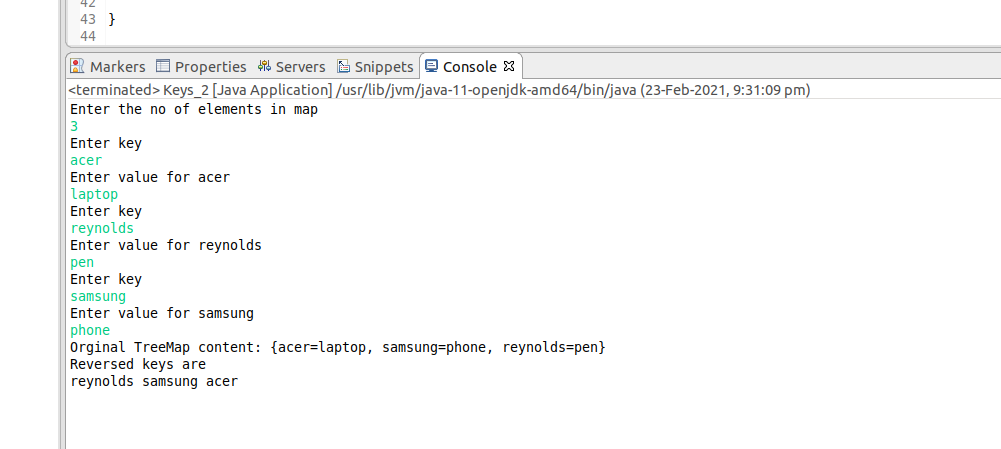 42
43 }
44
Markers Properties Servers Snippets Console
<terminated> Keys_2 [Java Application] /usr/lib/jvm/java-11-openjdk-amd64/bin/java (23-Feb-2021, 9:31:09 pm)
Enter the no of elements in map
3
Enter key
acer
Enter value for acer
laptop
Enter key
reynolds
Enter value for reynolds
pen
Enter key
samsung
Enter value for samsung
phone
Orginal TreeMap content: {acer=laptop, samsung=phone, reynolds=pen}
Reversed keys are
reynolds samsung acer